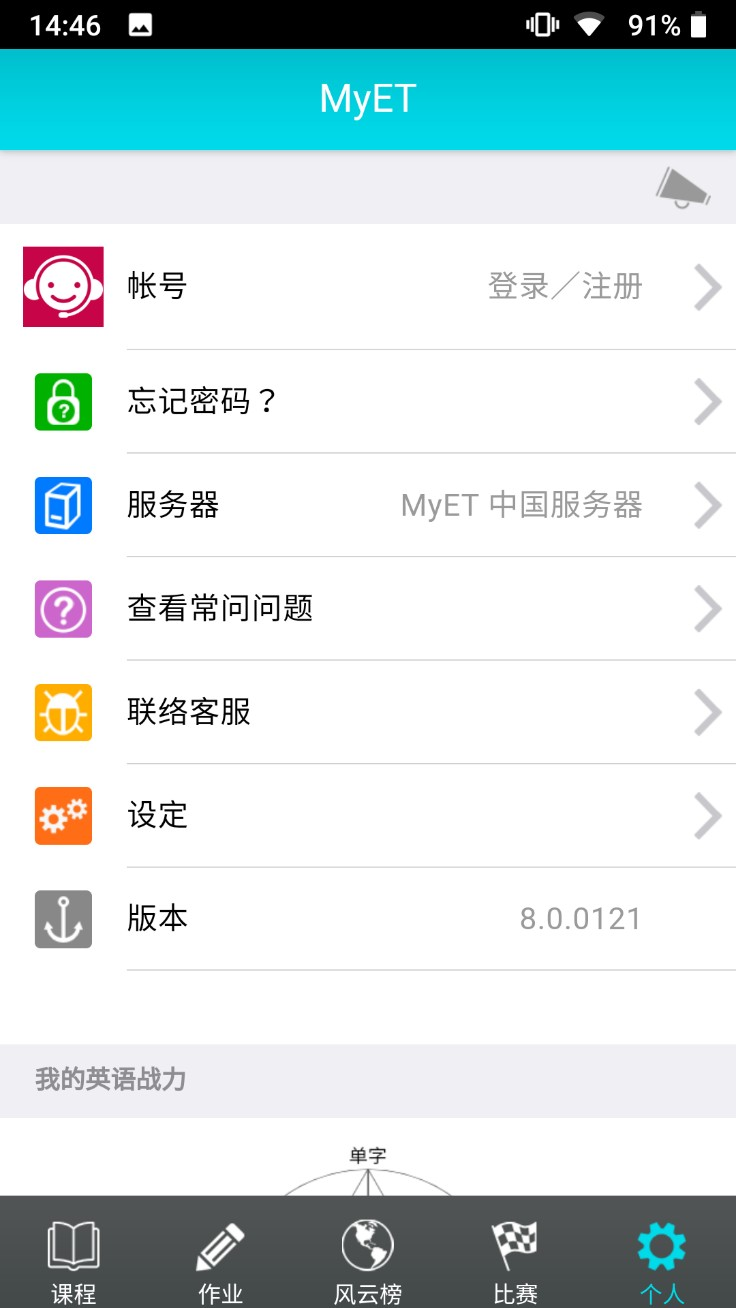 14:46 91%
MyET
帐号 登录／注册
忘记密码？
服务器 MyET 中国服务器
查看常问问题
联络客服
设定
版本 8.0.0121
我的英语战力
单字
课程 作业 风云榜 比赛 个人